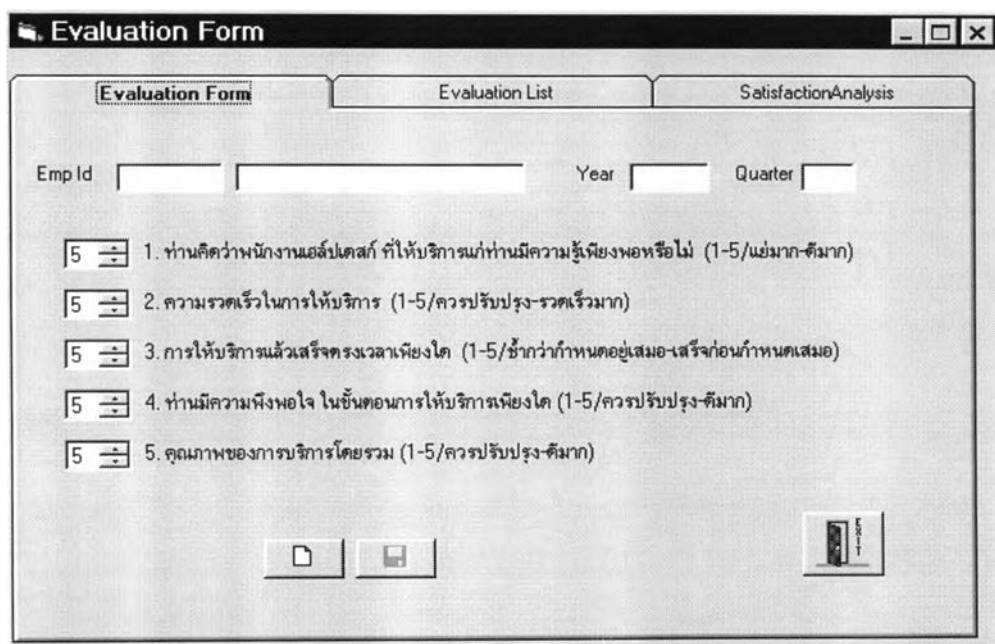 Evaluation Form
Evaluation Form Evaluation List SatisfactionAnalysis
Emp Id Year Quarter
5 1. ท่านคิดว่าพนักงานเฮล์ปเดสก์ ที่ให้บริการแก่ท่านมีความรู้เพียงพอหรือไม่ (1-5/แย่มาก-ดีมาก)
5 2. ความรวดเร็วในการให้บริการ (1-5/ควรปรับปรุง-รวดเร็วมาก)
5 3. การให้บริการแล้วเสร็จตรงเวลาเพียงใด (1-5/ช้ากว่ากำหนดอยู่เสมอ-เสร็จก่อนกำหนดเสมอ)
5 4. ท่านมีความพึงพอใจ ในขั้นตอนการให้บริการเพียงใด (1-5/ควรปรับปรุง-ดีมาก)
5 5. คุณภาพของการบริการโดยรวม (1-5/ควรปรับปรุง-ดีมาก)
EXIT